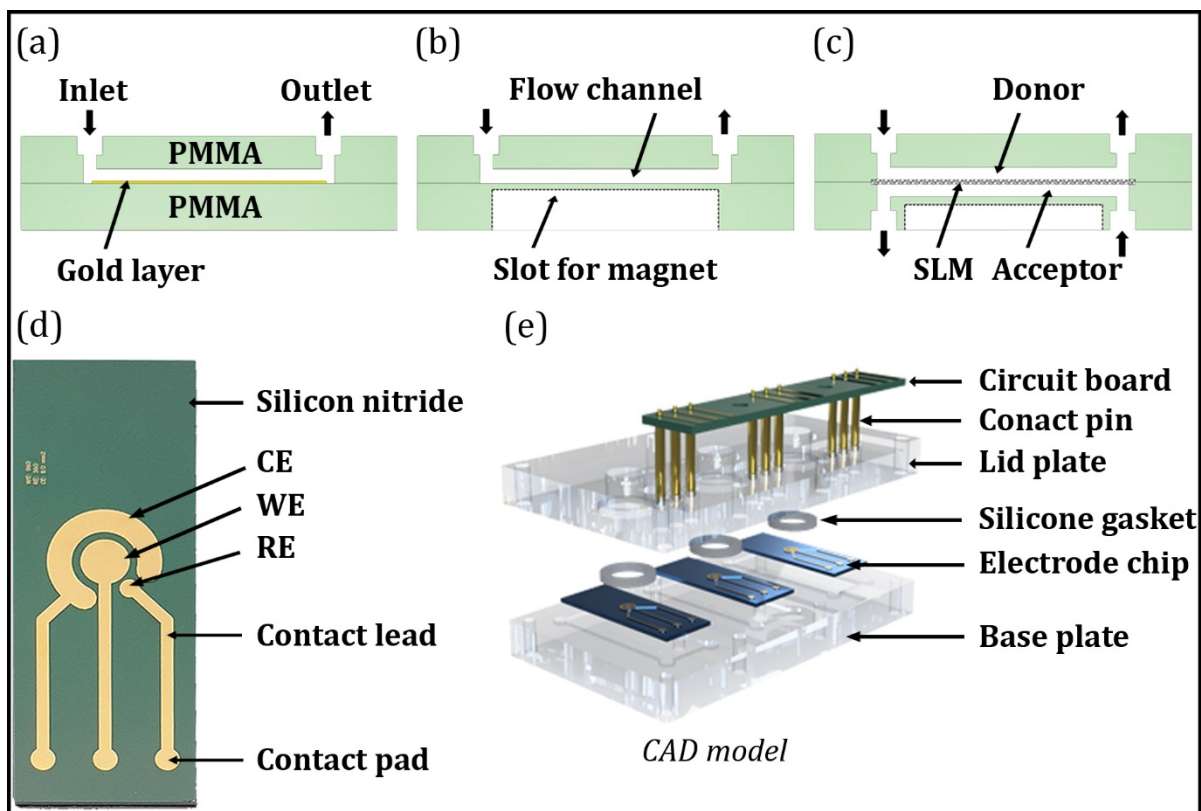 (a)
Inlet
Outlet
PMMA
PMMA
Gold layer
(b)
Flow channel
Slot for magnet
(c)
Donor
SLM
Acceptor
(d)
Silicon nitride
CE
WE
RE
Contact lead
Contact pad
(e)
Circuit board
Conact pin
Lid plate
Silicone gasket
Electrode chip
Base plate
CAD model